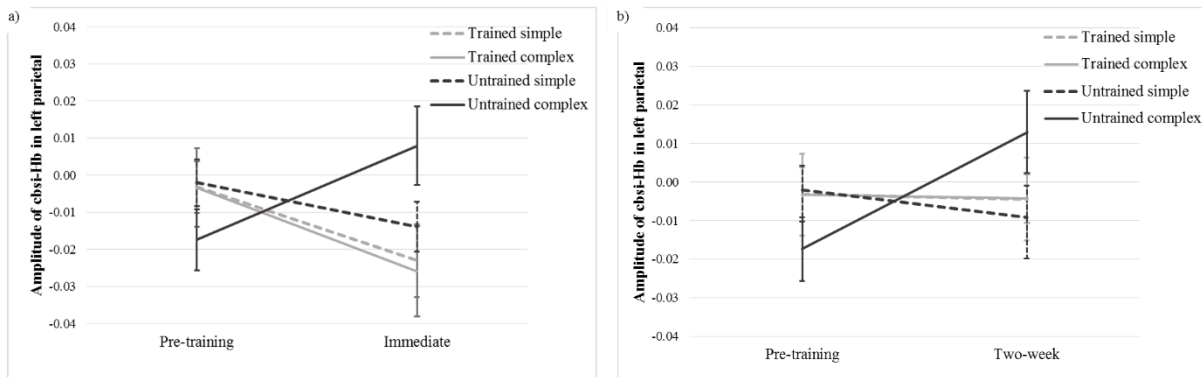 a)
Amplitude of cbsi-Hb in left parietal
0.04
0.03
0.02
0.01
0.00
-0.01
-0.02
-0.03
-0.04
Pre-training
Immediate
Trained simple
Trained complex
Untrained simple
Untrained complex
b)
Amplitude of cbsi-Hb in left parietal
0.04
0.03
0.02
0.01
0.00
-0.01
-0.02
-0.03
-0.04
Pre-training
Two-week
Trained simple
Trained complex
Untrained simple
Untrained complex